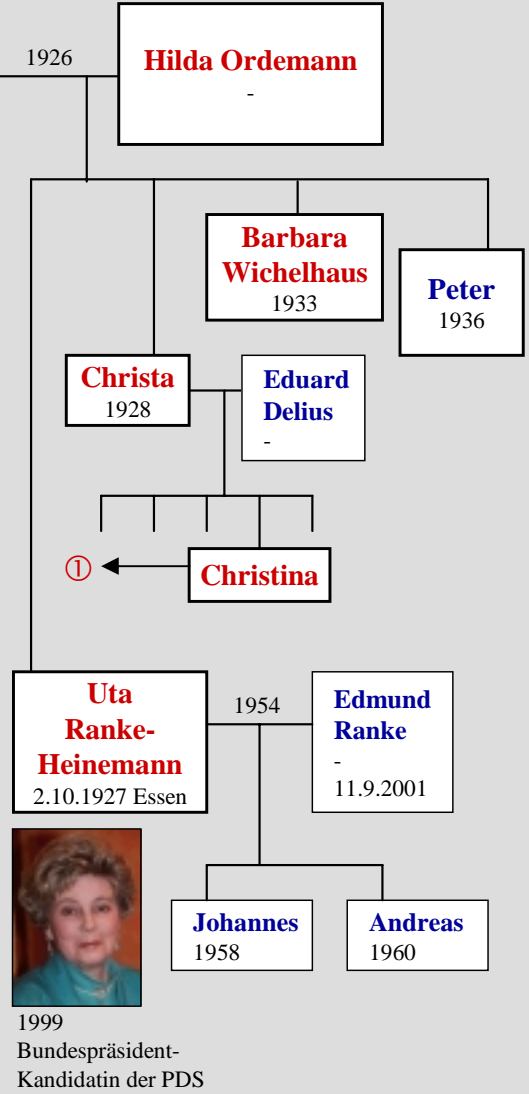 1926
Hilda Ordemann
-
Barbara
Wichelhaus
1933
Peter
1936
Christa
1928
Eduard
Delius
-
①
Christina
Uta
Ranke-
Heinemann
2.10.1927 Essen
1954
Edmund
Ranke
-
11.9.2001
Johannes
1958
Andreas
1960
1999
Bundespräsident-
Kandidatin der PDS